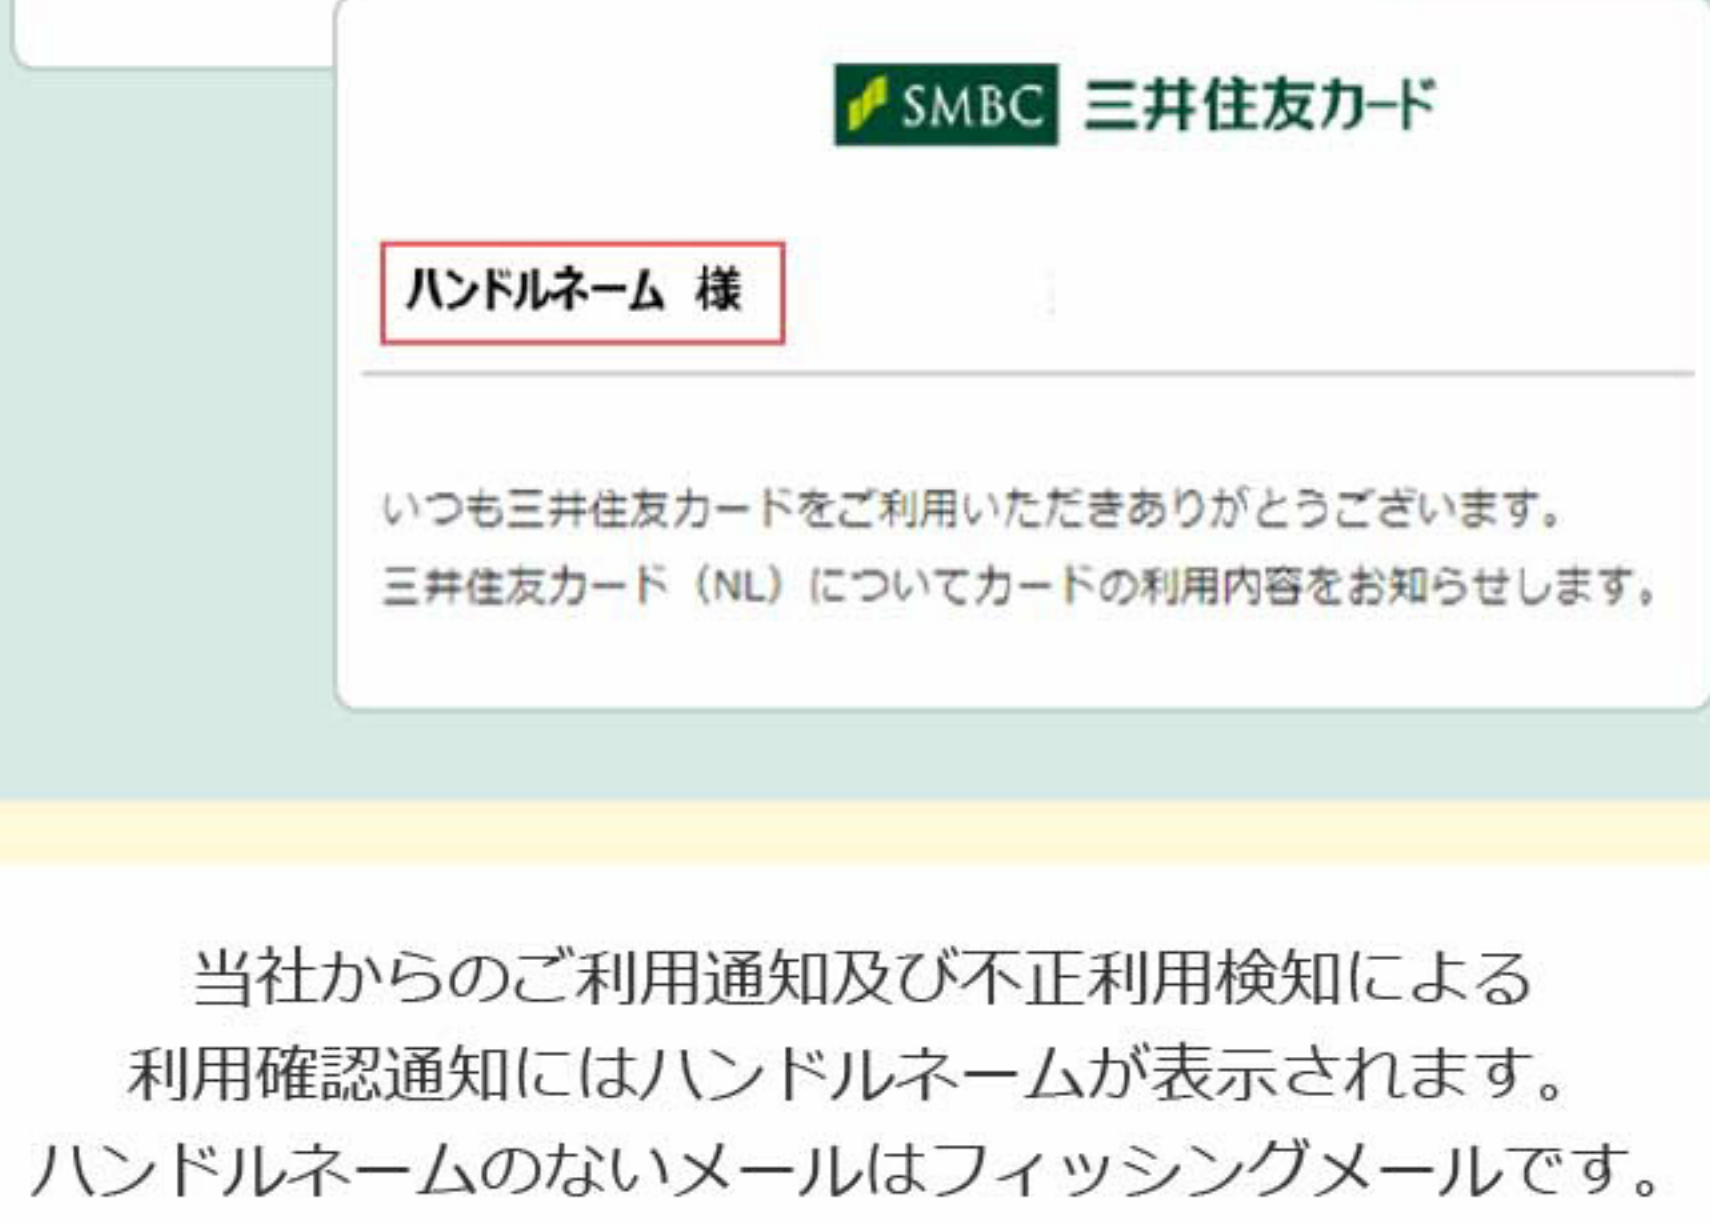 SMBC 三井住友カード
ハンドルネーム 様
いつも三井住友カードをご利用いただきありがとうございます。
三井住友カード（NL）についてカードの利用内容をお知らせします。
当社からのご利用通知及び不正利用検知による
利用確認通知にはハンドルネームが表示されます。
ハンドルネームのないメールはフィッシングメールです。